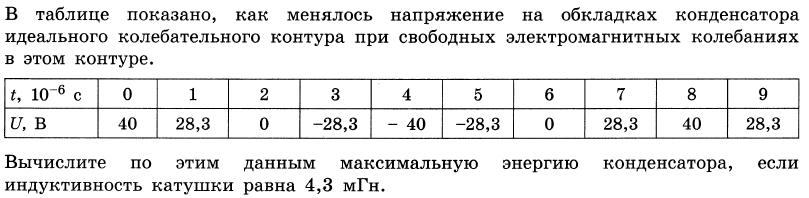 В таблице показано, как менялось напряжение на обкладках конденсатора
идеального колебательного контура при свободных электромагнитных колебаниях
в этом контуре.
t, 10⁻⁶ с 0 1 2 3 4 5 6 7 8 9
U, В 40 28,3 0 –28,3 – 40 –28,3 0 28,3 40 28,3
Вычислите по этим данным максимальную энергию конденсатора, если
индуктивность катушки равна 4,3 мГн.